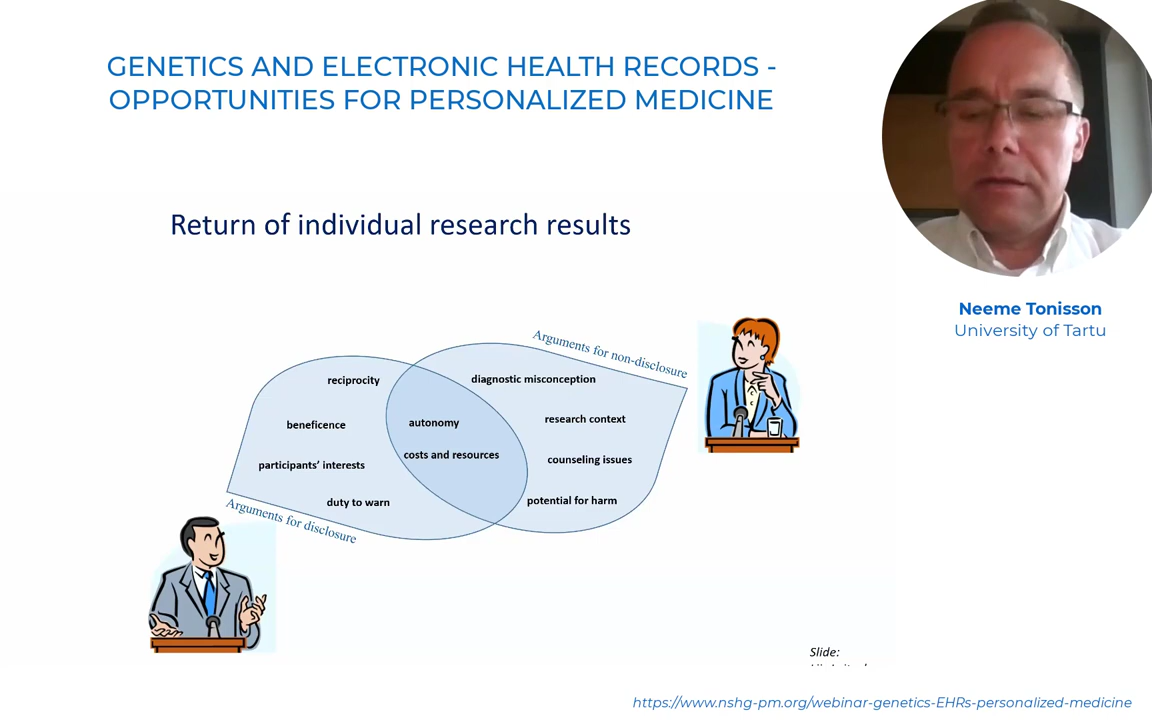 GENETICS AND ELECTRONIC HEALTH RECORDS -
OPPORTUNITIES FOR PERSONALIZED MEDICINE
Neeme Tonisson
University of Tartu
Return of individual research results
Arguments for non-disclosure
reciprocity
diagnostic misconception
beneficence
autonomy
research context
participants’ interests
costs and resources
counseling issues
duty to warn
potential for harm
Arguments for disclosure
Slide:
https://www.nshg-pm.org/webinar-genetics-EHRs-personalized-medicine